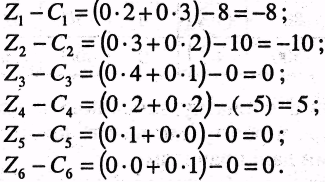 Z₁ – C₁ = (0·2+0·3)–8 = –8;
Z₂ – C₂ = (0·3+0·2)–10 = –10;
Z₃ – C₃ = (0·4+0·1)–0 = 0;
Z₄ – C₄ = (0·2+0·2)–(–5) = 5;
Z₅ – C₅ = (0·1+0·0)–0 = 0;
Z₆ – C₆ = (0·0+0·1)–0 = 0.